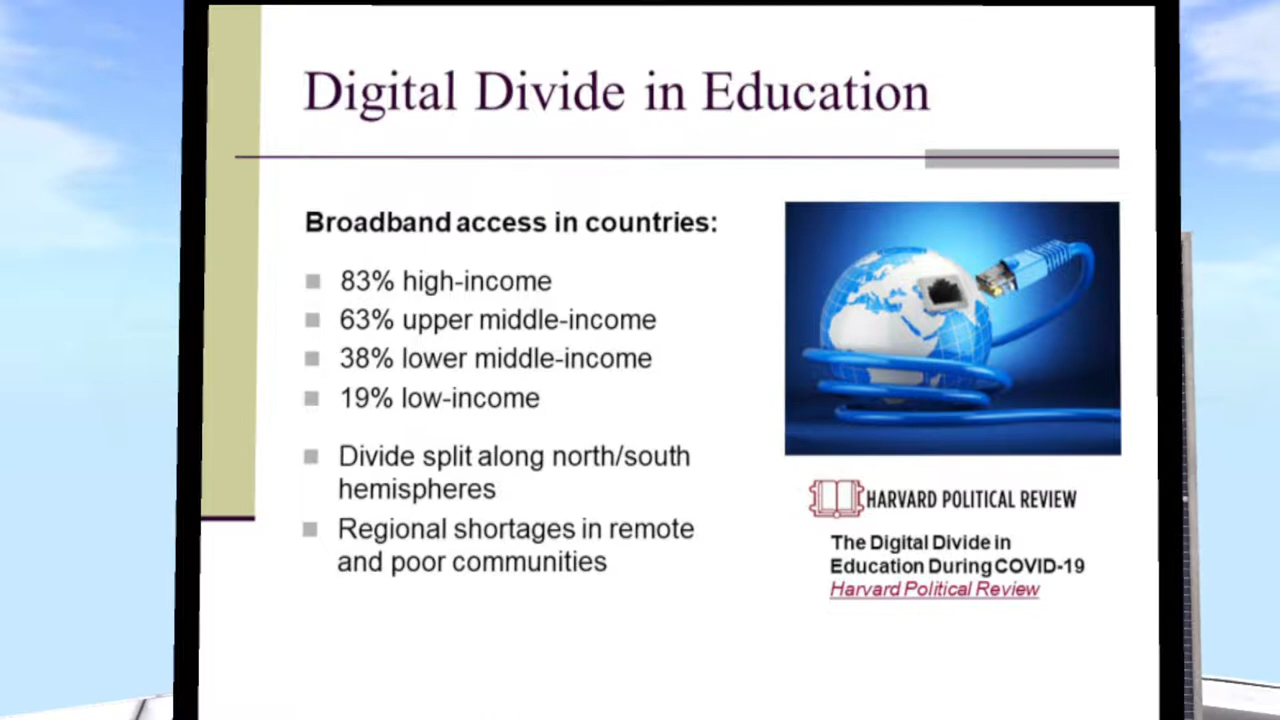 Digital Divide in Education
Broadband access in countries:
83% high-income
63% upper middle-income
38% lower middle-income
19% low-income
Divide split along north/south
hemispheres
Regional shortages in remote
and poor communities
HARVARD POLITICAL REVIEW
The Digital Divide in
Education During COVID-19
Harvard Political Review